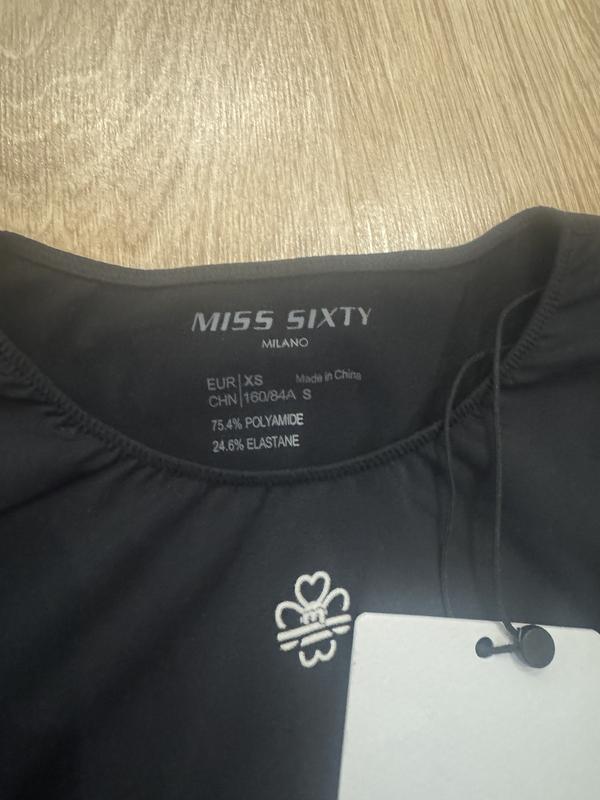 MISS SIXTY
MILANO
EUR XS Made in China
CHN 160/84A S
75.4% POLYAMIDE
24.6% ELASTANE